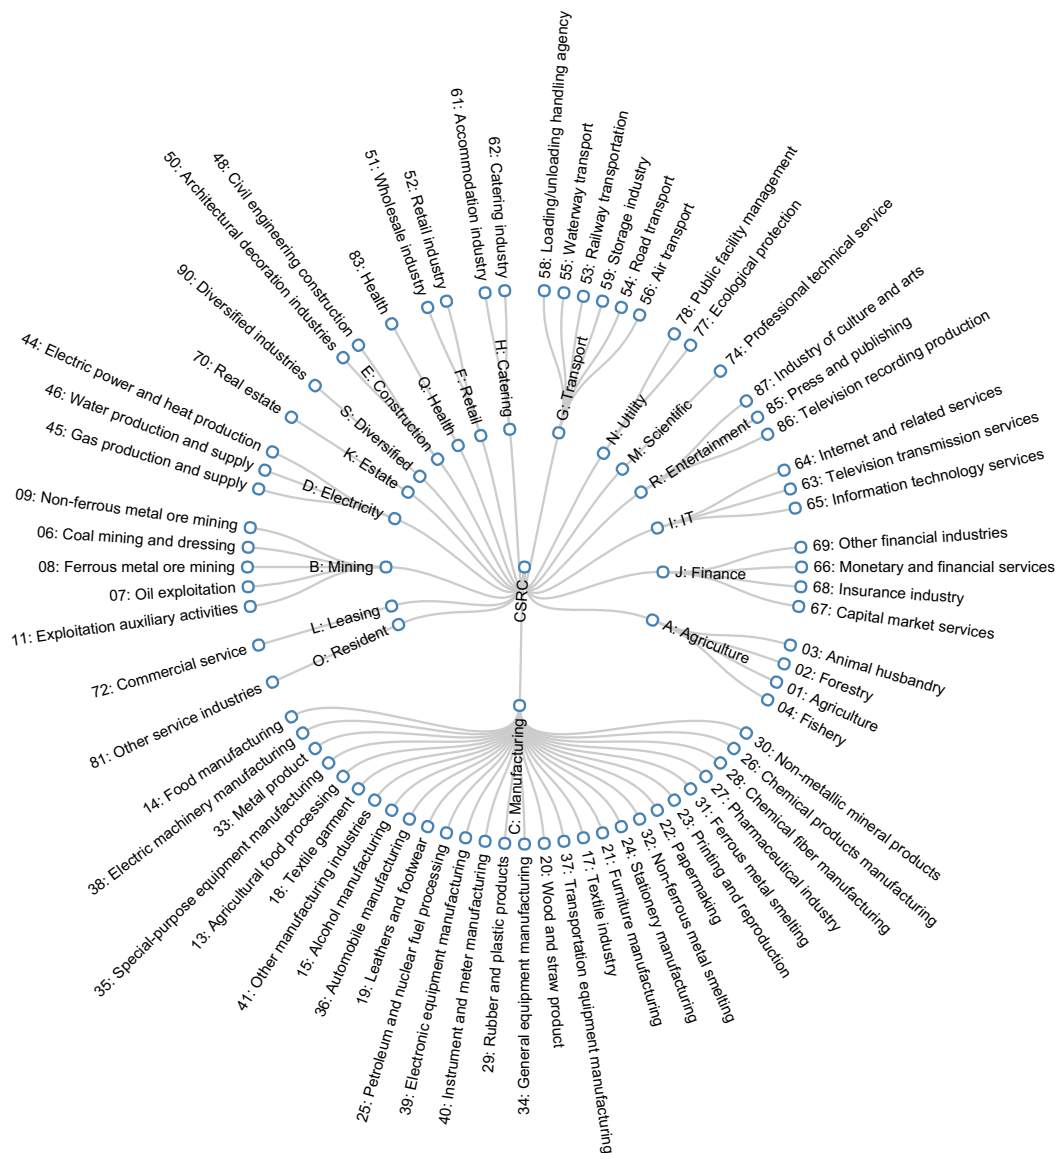 CSRC
G: Transport
58: Loading/unloading handling agency
55: Waterway transport
53: Railway transportation
59: Storage industry
54: Road transport
56: Air transport
N: Utility
78: Public facility management
77: Ecological protection
M: Scientific
74: Professional technical service
R: Entertainment
87: Industry of culture and arts
85: Press and publishing
86: Television recording production
I: IT
64: Internet and related services
63: Television transmission services
65: Information technology services
J: Finance
69: Other financial industries
66: Monetary and financial services
68: Insurance industry
67: Capital market services
A: Agriculture
03: Animal husbandry
02: Forestry
01: Agriculture
04: Fishery
C: Manufacturing
30: Non-metallic mineral products
26: Chemical products manufacturing
28: Chemical fiber manufacturing
27: Pharmaceutical industry
31: Ferrous metal smelting
23: Printing and reproduction
22: Papermaking
32: Non-ferrous metal smelting
24: Stationery manufacturing
21: Furniture manufacturing
17: Textile industry
37: Transportation equipment manufacturing
20: Wood and straw product
34: General equipment manufacturing
29: Rubber and plastic products
40: Instrument and meter manufacturing
39: Electronic equipment manufacturing
25: Petroleum and nuclear fuel processing
19: Leathers and footwear
36: Automobile manufacturing
15: Alcohol manufacturing
41: Other manufacturing industries
18: Textile garment
13: Agricultural food processing
35: Special-purpose equipment manufacturing
33: Metal product
38: Electric machinery manufacturing
14: Food manufacturing
O: Resident
81: Other service industries
L: Leasing
72: Commercial service
B: Mining
11: Exploitation auxiliary activities
07: Oil exploitation
08: Ferrous metal ore mining
06: Coal mining and dressing
09: Non-ferrous metal ore mining
D: Electricity
45: Gas production and supply
46: Water production and supply
44: Electric power and heat production
K: Estate
70: Real estate
S: Diversified
90: Diversified industries
E: Construction
50: Architectural decoration industries
48: Civil engineering construction
Q: Health
83: Health
F: Retail
51: Wholesale industry
52: Retail industry
H: Catering
61: Accommodation industry
62: Catering industry